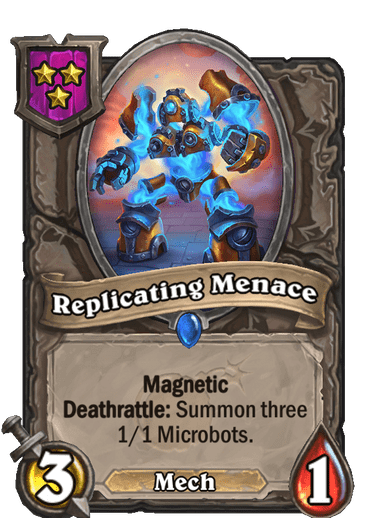 Replicating Menace
Magnetic
Deathrattle: Summon three
1/1 Microbots.
3
Mech
1